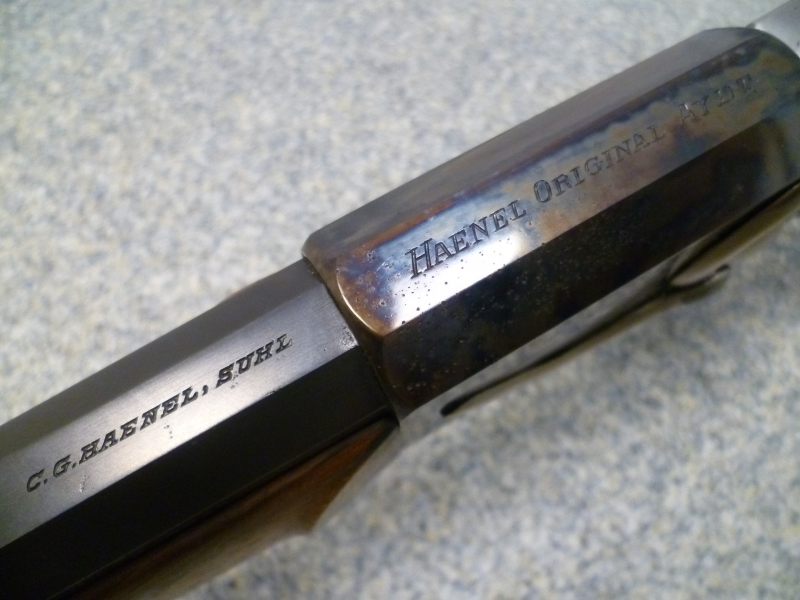 C.G.HAENEL, SUHL
HAENEL ORIGINAL AYDT